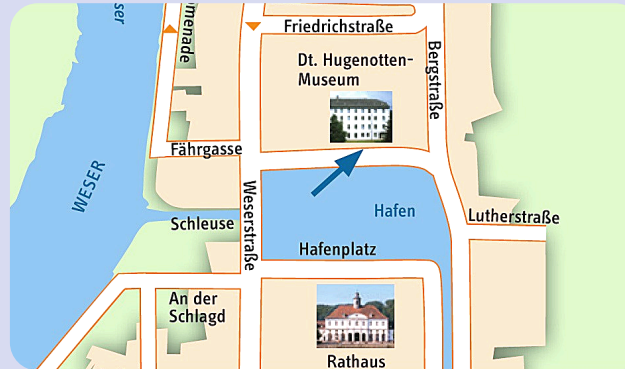 Friedrichstraße
Dt. Hugenotten-
Museum
Bergstraße
Fährgasse
WESER
Weserstraße
Schleuse
Hafen
Lutherstraße
Hafenplatz
An der
Schlagd
Rathaus